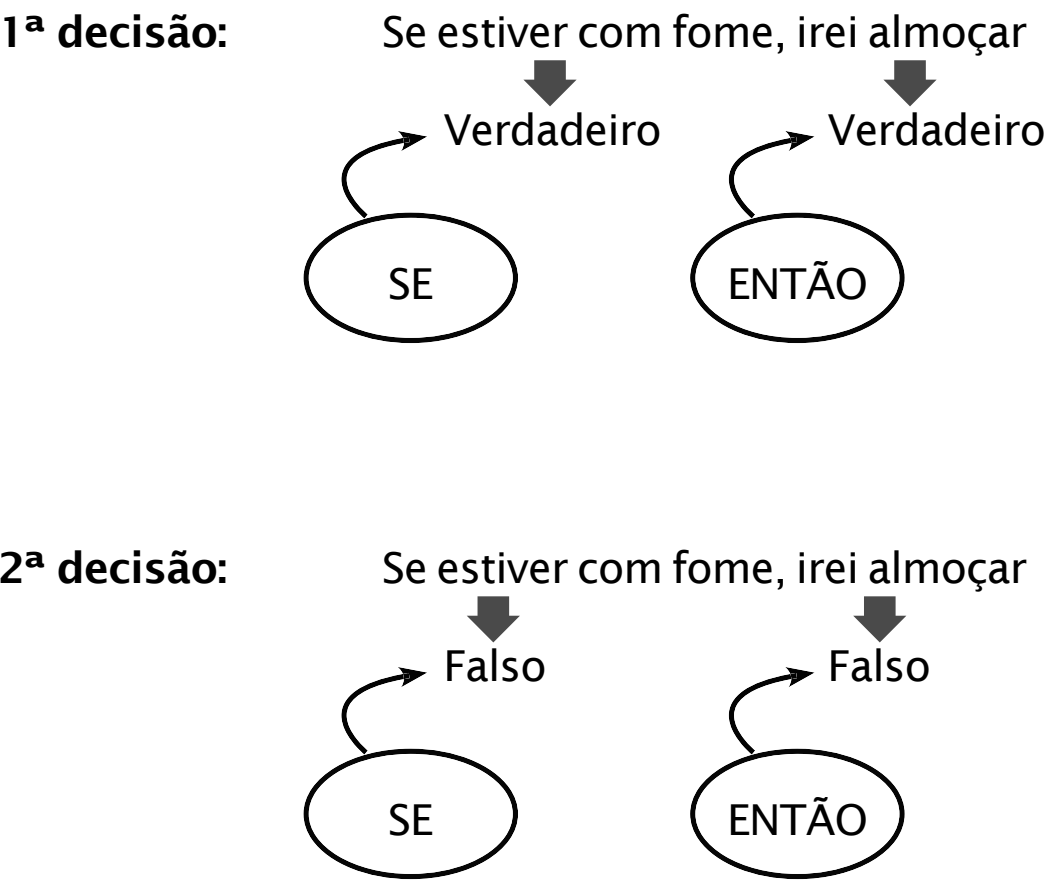 1ª decisão: Se estiver com fome, irei almoçar
Verdadeiro Verdadeiro
SE ENTÃO
2ª decisão: Se estiver com fome, irei almoçar
Falso Falso
SE ENTÃO